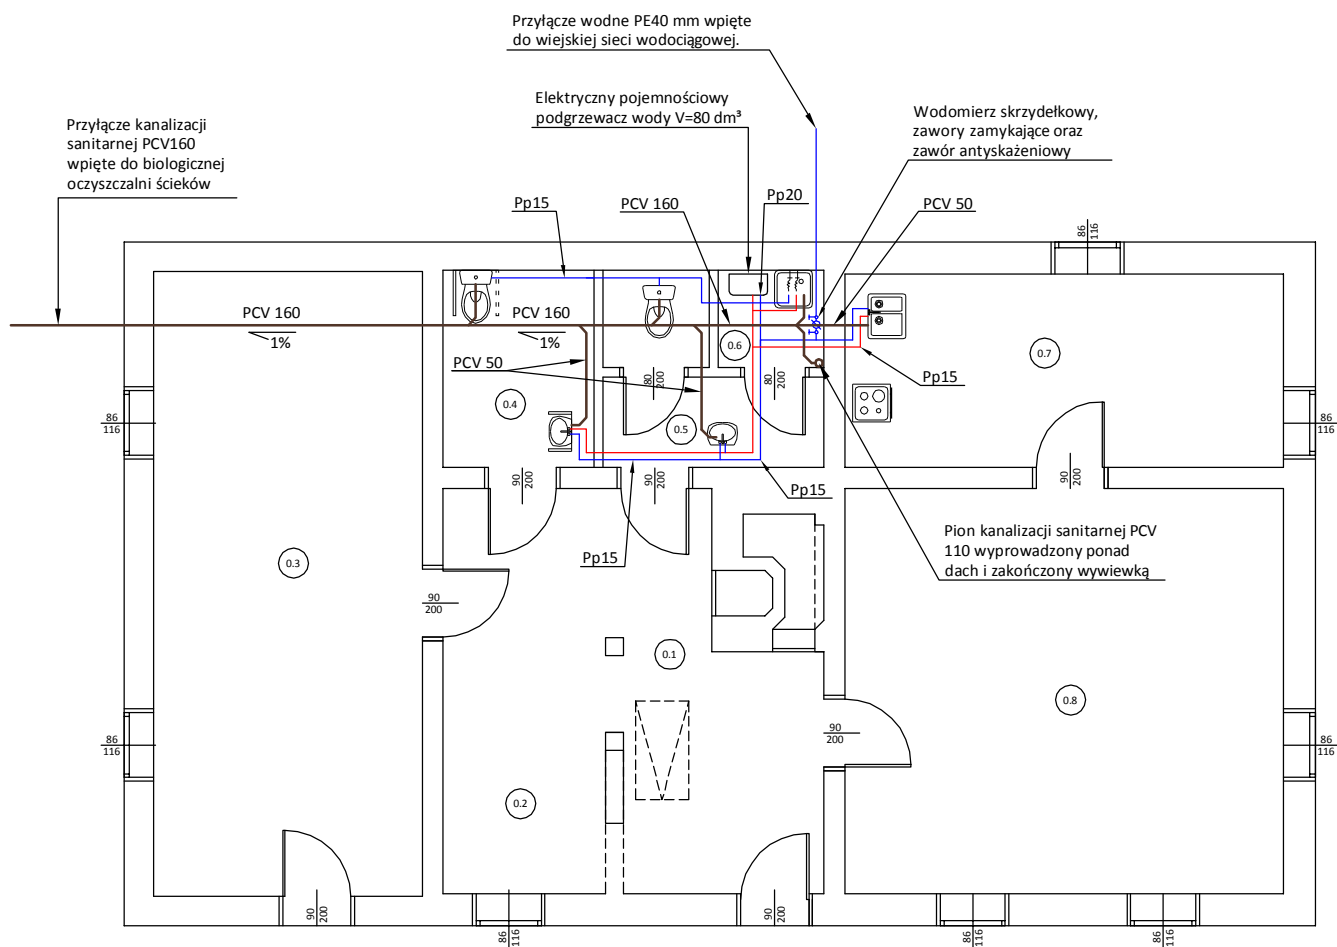 Przyłącze wodne PE40 mm wpięte
do wiejskiej sieci wodociągowej.
Elektryczny pojemnościowy
podgrzewacz wody V=80 dm³
Wodomierz skrzydełkowy,
zawory zamykające oraz
zawór antyskażeniowy
Przyłącze kanalizacji
sanitarnej PCV160
wpięte do biologicznej
oczyszczalni ścieków
Pp15
PCV 160
Pp20
PCV 50
86
116
PCV 160
1%
PCV 160
1%
0.6
0.7
PCV 50
Pp15
80
200
80
200
0.4
0.5
86
116
86
116
90
200
90
200
90
200
Pp15
Pp15
Pion kanalizacji sanitarnej PCV
110 wyprowadzony ponad
dach i zakończony wywiewką
0.3
90
200
0.1
0.8
90
200
86
116
86
116
0.2
90
200
90
200
86
116
86
116
86
116